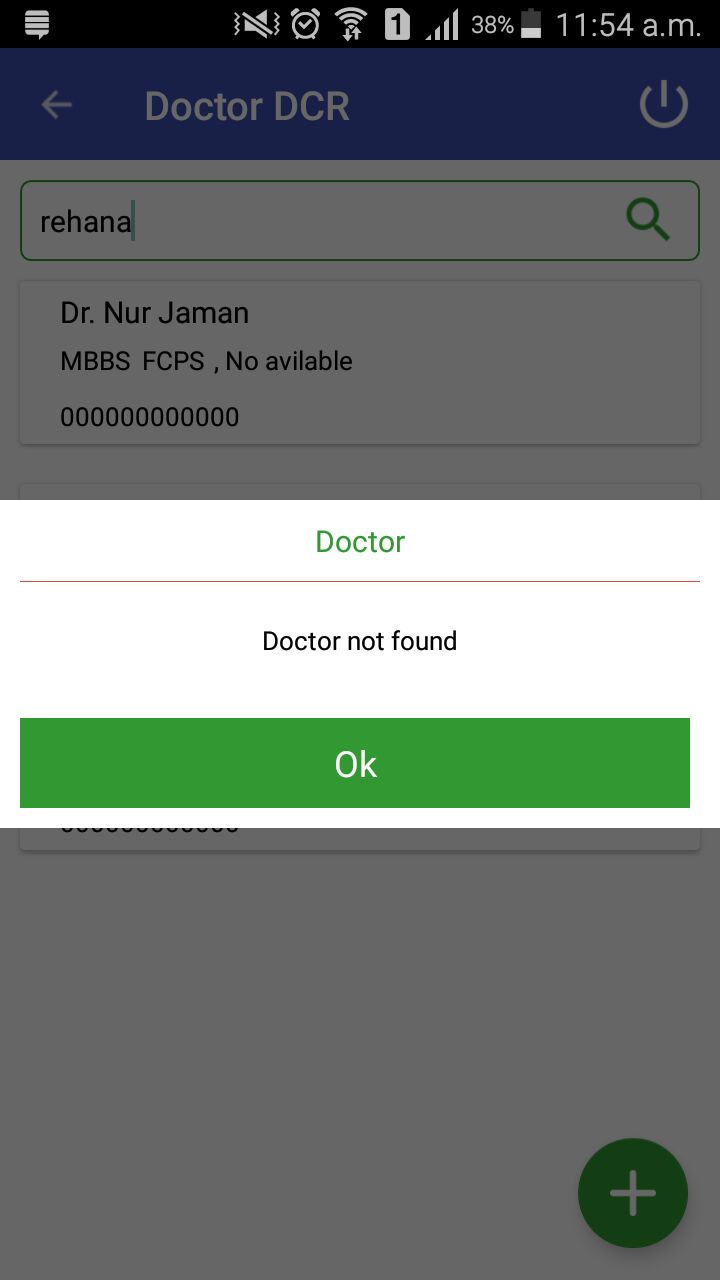 1 38% 11:54 a.m.
Doctor DCR
rehana
Dr. Nur Jaman
MBBS FCPS , No avilable
000000000000
Doctor
Doctor not found
Ok